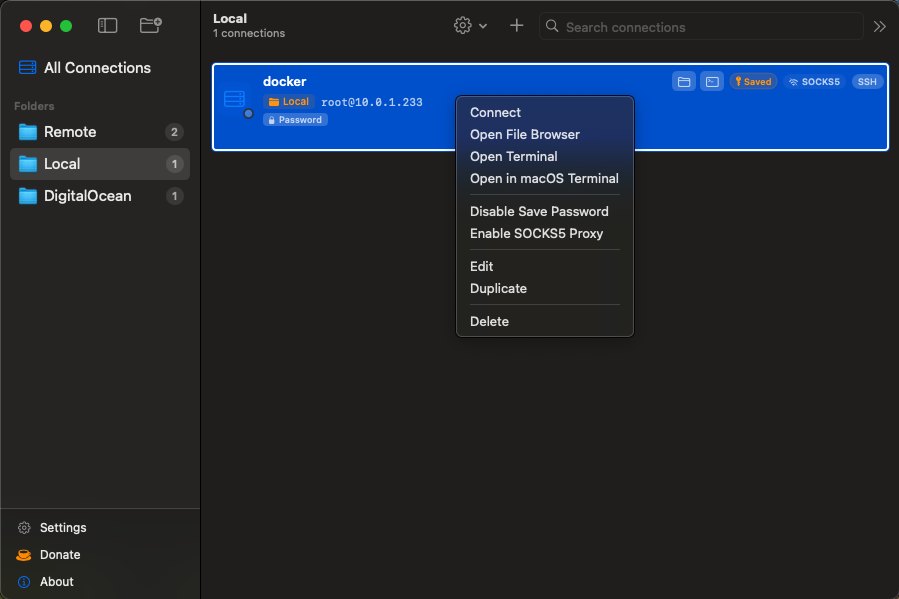 Local
1 connections
Search connections
All Connections
Folders
Remote 2
Local 1
DigitalOcean 1
Settings
Donate
About
docker
Local root@10.0.1.233
Password
Saved SOCKS5 SSH
Connect
Open File Browser
Open Terminal
Open in macOS Terminal
Disable Save Password
Enable SOCKS5 Proxy
Edit
Duplicate
Delete